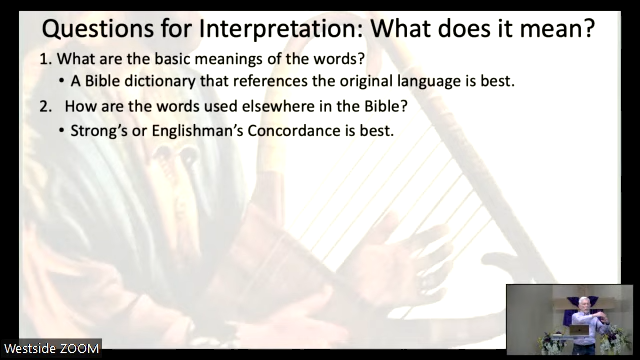 Questions for Interpretation: What does it mean?
1. What are the basic meanings of the words?
• A Bible dictionary that references the original language is best.
2. How are the words used elsewhere in the Bible?
• Strong's or Englishman's Concordance is best.
Westside ZOOM